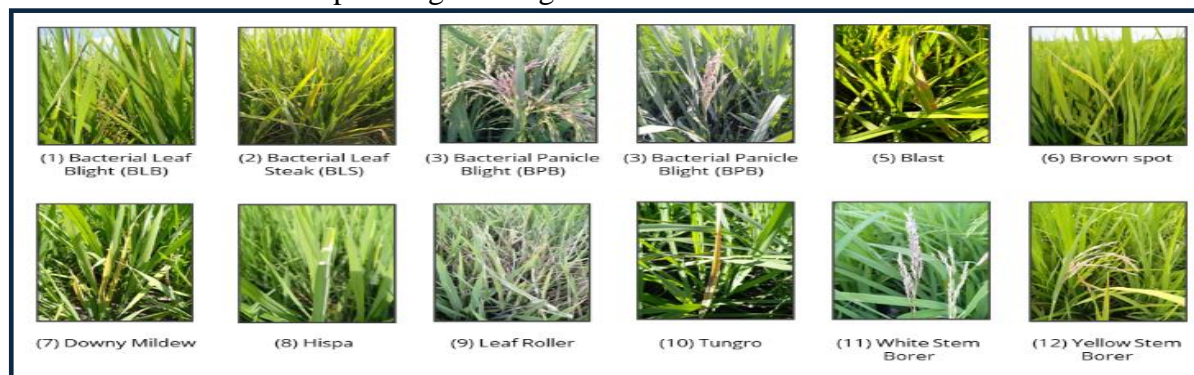 (1) Bacterial Leaf
Blight (BLB)
(2) Bacterial Leaf
Steak (BLS)
(3) Bacterial Panicle
Blight (BPB)
(3) Bacterial Panicle
Blight (BPB)
(5) Blast
(6) Brown spot
(7) Downy Mildew
(8) Hispa
(9) Leaf Roller
(10) Tungro
(11) White Stem
Borer
(12) Yellow Stem
Borer